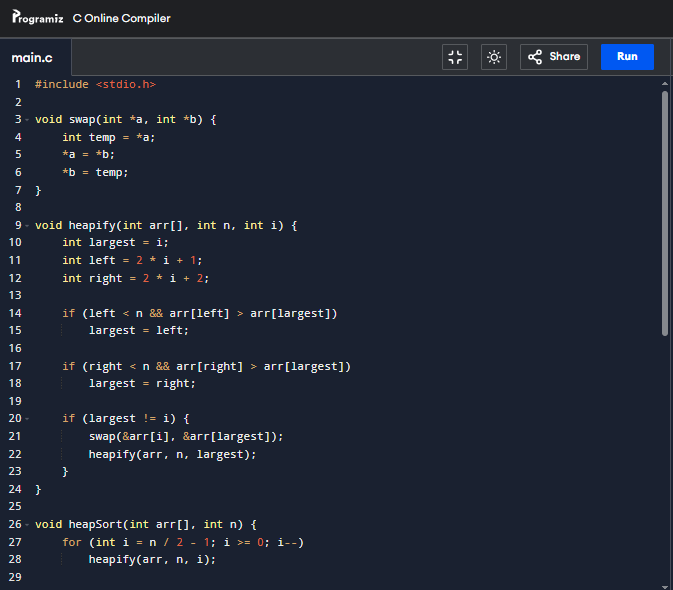 Programiz C Online Compiler
main.c Share Run
1 #include <stdio.h>
2
3 void swap(int *a, int *b) {
4     int temp = *a;
5     *a = *b;
6     *b = temp;
7 }
8
9 void heapify(int arr[], int n, int i) {
10     int largest = i;
11     int left = 2 * i + 1;
12     int right = 2 * i + 2;
13
14     if (left < n && arr[left] > arr[largest])
15         largest = left;
16
17     if (right < n && arr[right] > arr[largest])
18         largest = right;
19
20     if (largest != i) {
21         swap(&arr[i], &arr[largest]);
22         heapify(arr, n, largest);
23     }
24 }
25
26 void heapSort(int arr[], int n) {
27     for (int i = n / 2 - 1; i >= 0; i--)
28         heapify(arr, n, i);
29